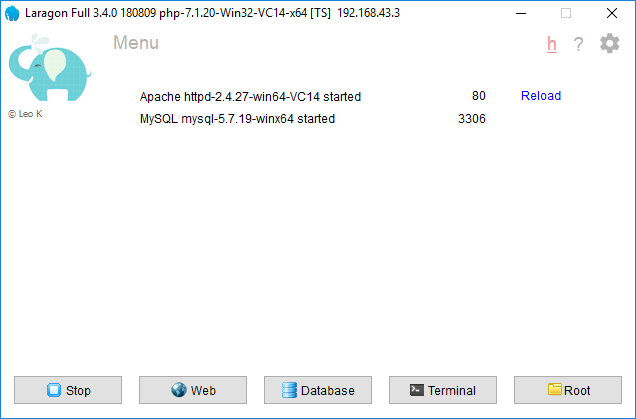 Laragon Full 3.4.0 180809 php-7.1.20-Win32-VC14-x64 [TS]  192.168.43.3
Menu
h ?
© Leo K
Apache httpd-2.4.27-win64-VC14 started 80 Reload
MySQL mysql-5.7.19-winx64 started 3306
Stop Web Database Terminal Root